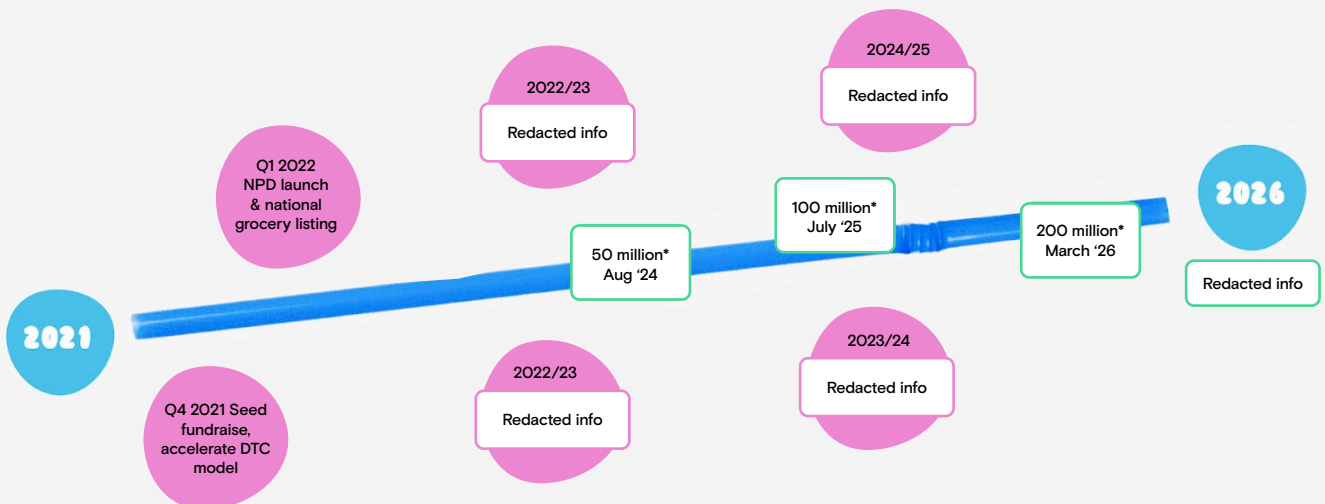 2021
Q4 2021 Seed
fundraise,
accelerate DTC
model
Q1 2022
NPD launch
& national
grocery listing
2022/23
Redacted info
2022/23
Redacted info
50 million*
Aug ‘24
2023/24
Redacted info
100 million*
July ‘25
2024/25
Redacted info
200 million*
March ‘26
2026
Redacted info